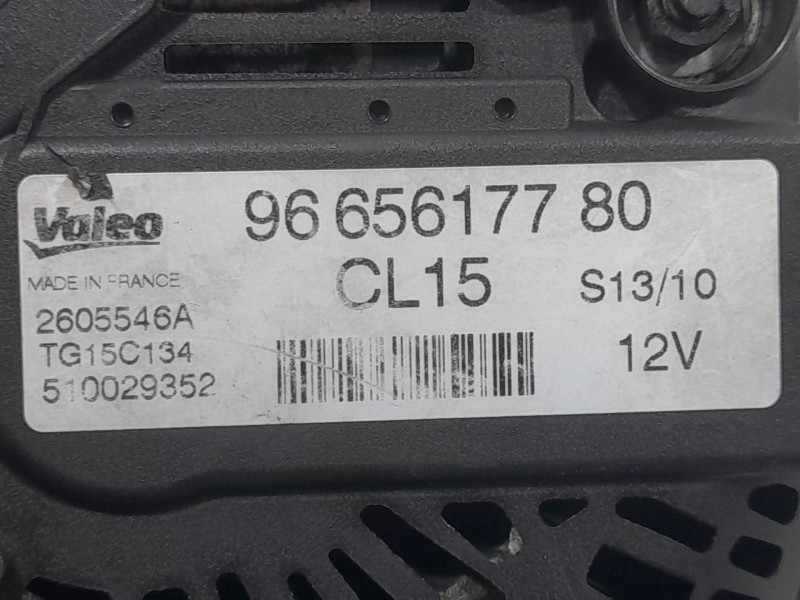 Valeo
96 656177 80
MADE IN FRANCE
CL15
S13/10
2605546A
TG15C134
12V
510029352